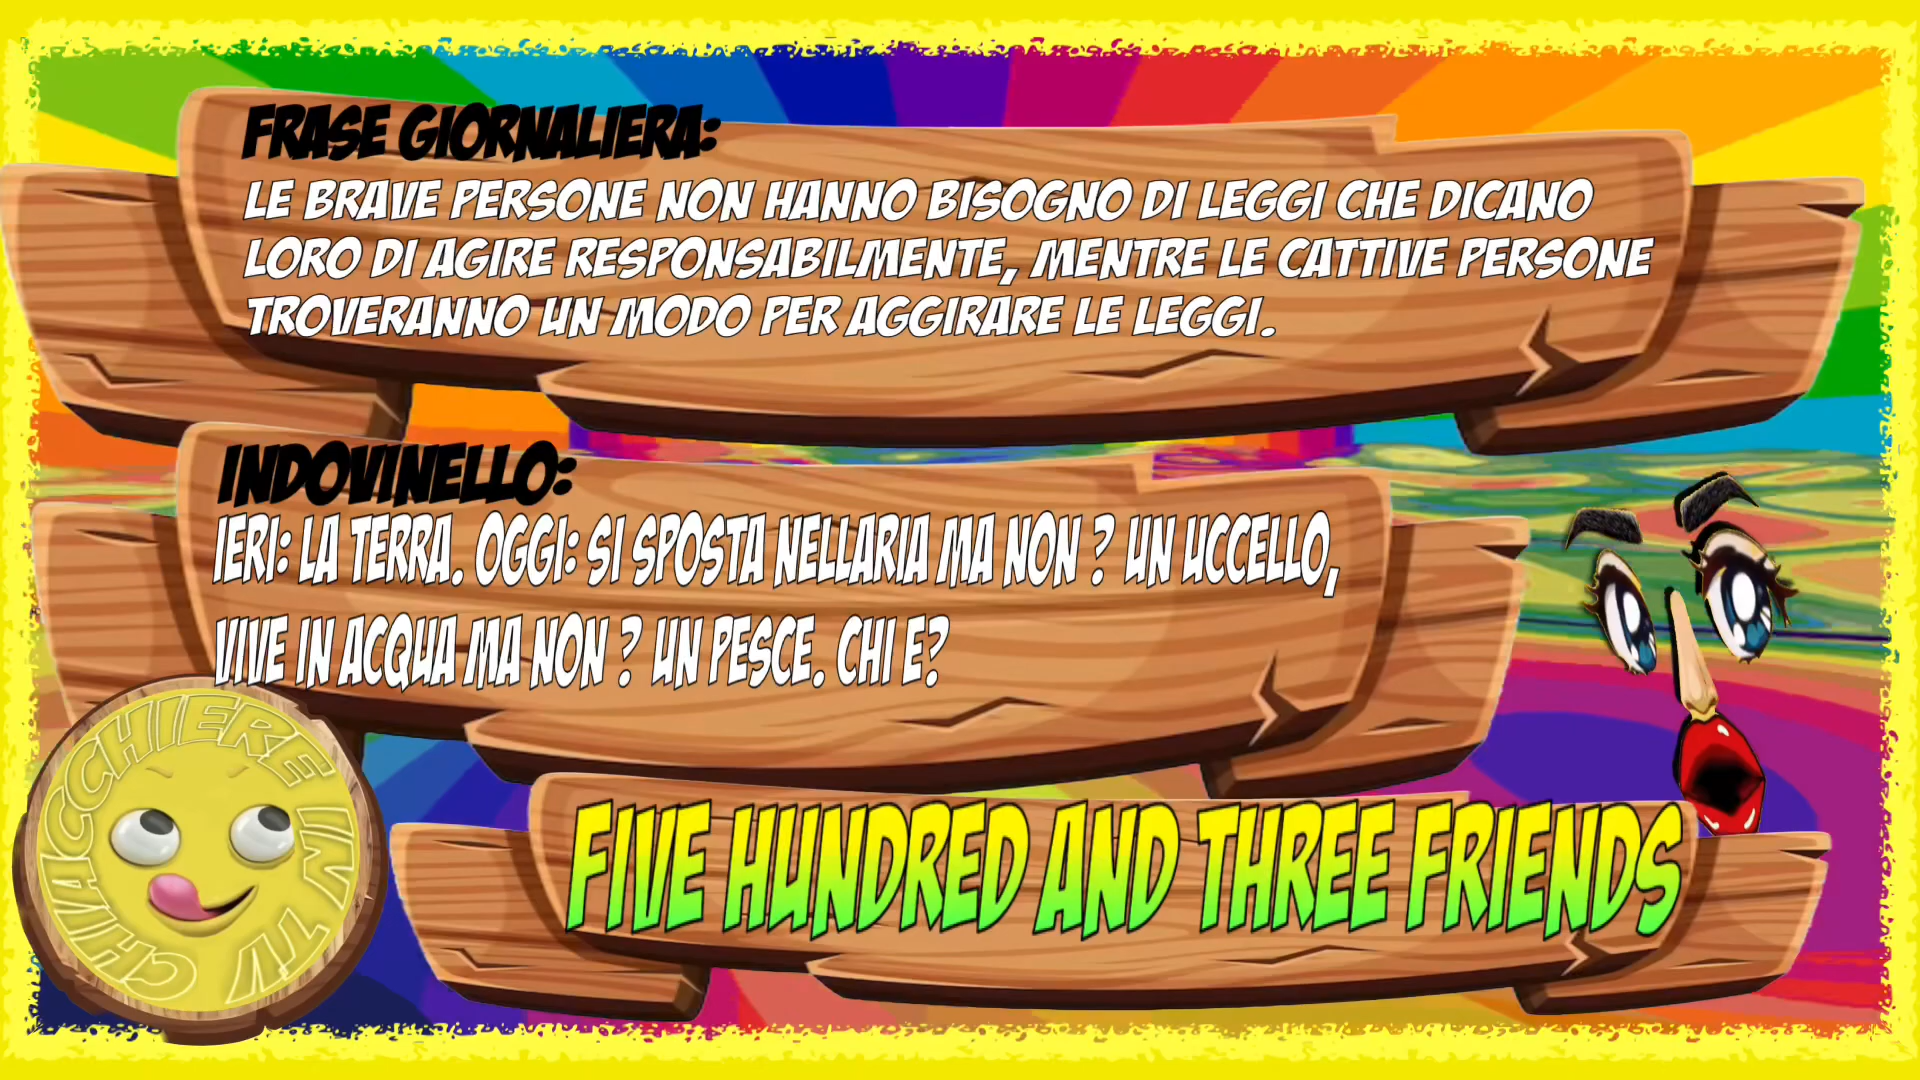 FRASE GIORNALIERA:
LE BRAVE PERSONE NON HANNO BISOGNO DI LEGGI CHE DICANO
LORO DI AGIRE RESPONSABILMENTE, MENTRE LE CATTIVE PERSONE
TROVERANNO UN MODO PER AGGIRARE LE LEGGI.
INDOVINELLO:
IERI: LA TERRA. OGGI: SI SPOSTA NELLARIA MA NON ? UN UCCELLO,
VIVE IN ACQUA MA NON ? UN PESCE. CHI E?
CHIACCHIERE IN TV
FIVE HUNDRED AND THREE FRIENDS